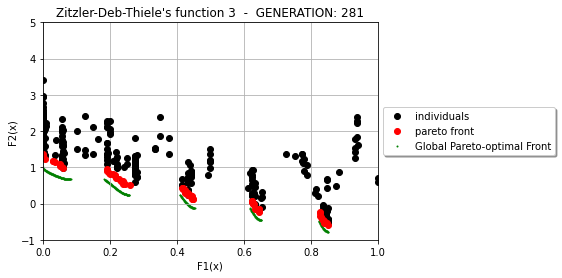 Zitzler-Deb-Thiele's function 3 - GENERATION: 281
5
4
3
2
1
0
−1
F2(x)
0.0 0.2 0.4 0.6 0.8 1.0
F1(x)
individuals
pareto front
Global Pareto-optimal Front